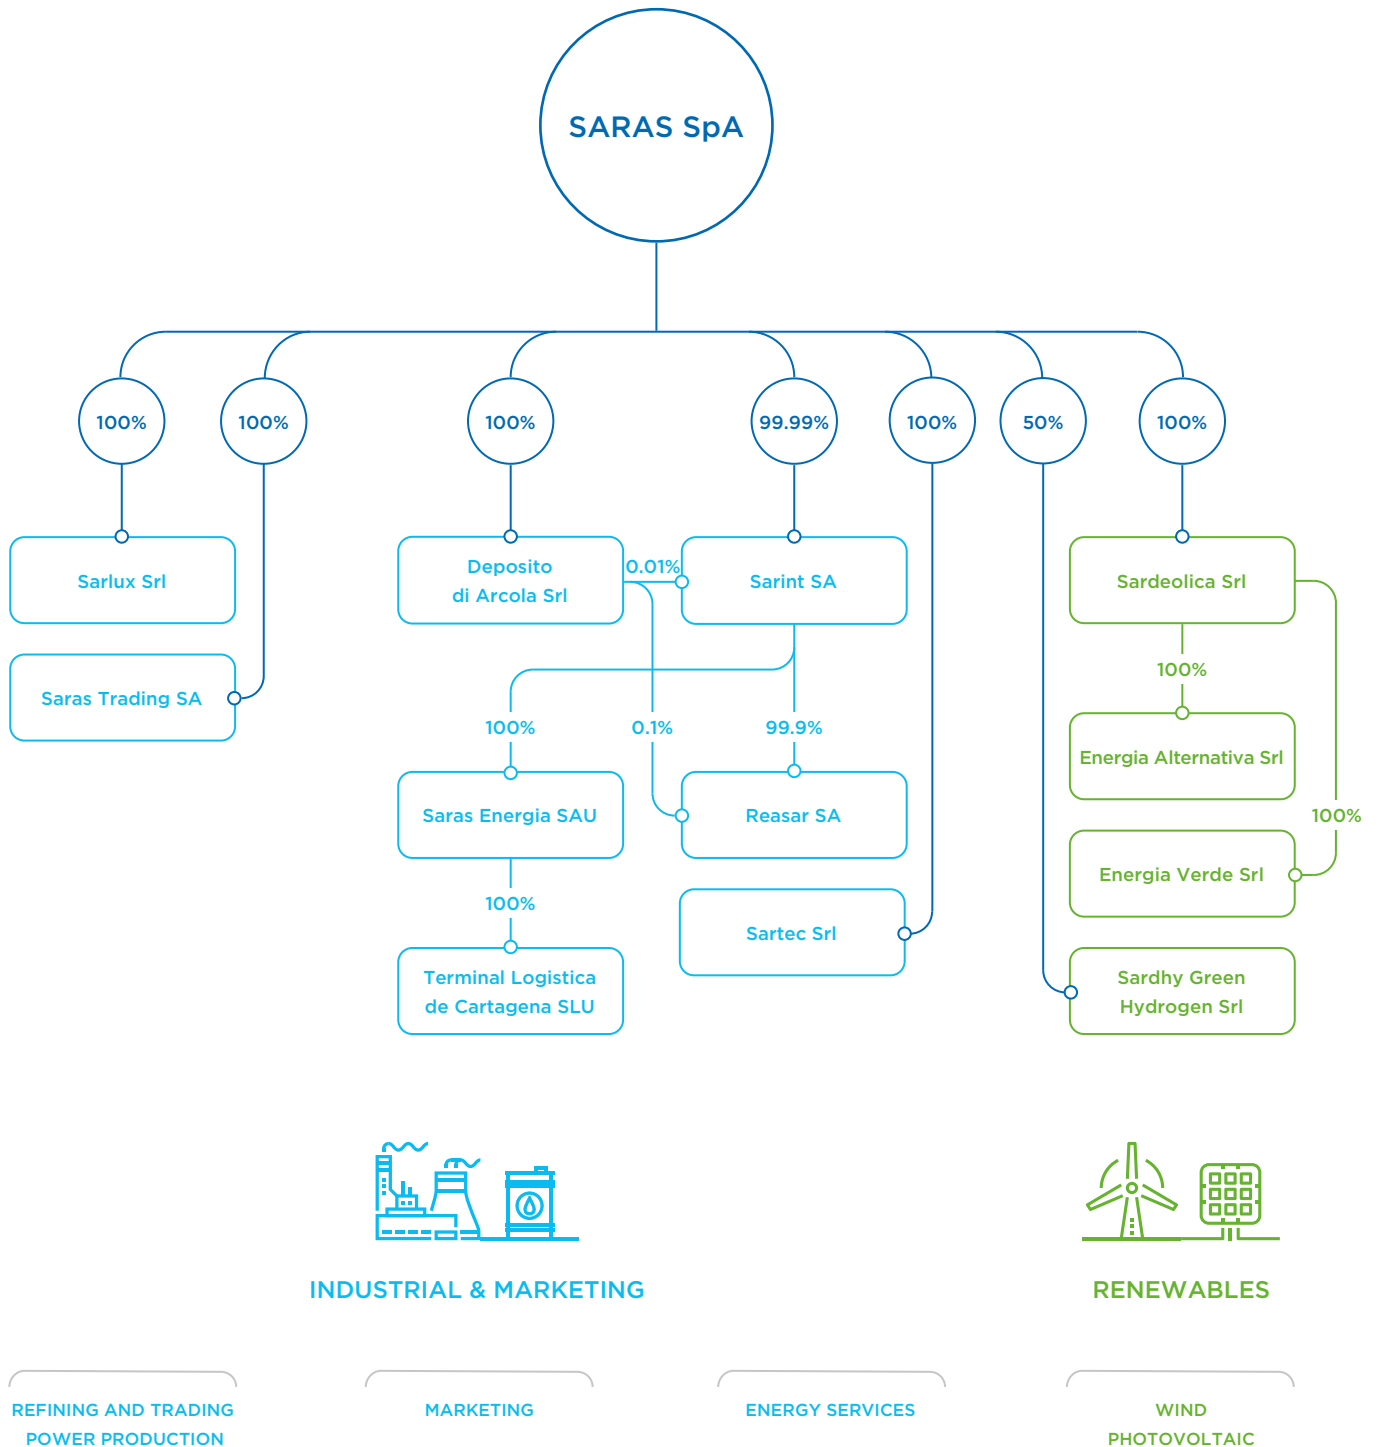 SARAS SpA
100%
100%
100%
99.99%
100%
50%
100%
Sarlux Srl
Deposito
di Arcola Srl
0.01%
Sarint SA
Sardeolica Srl
Saras Trading SA
100%
100%
0.1%
99.9%
Energia Alternativa Srl
Saras Energia SAU
Reasar SA
100%
Energia Verde Srl
100%
Sartec Srl
Terminal Logistica
de Cartagena SLU
Sardhy Green
Hydrogen Srl
INDUSTRIAL & MARKETING
RENEWABLES
REFINING AND TRADING
POWER PRODUCTION
MARKETING
ENERGY SERVICES
WIND
PHOTOVOLTAIC